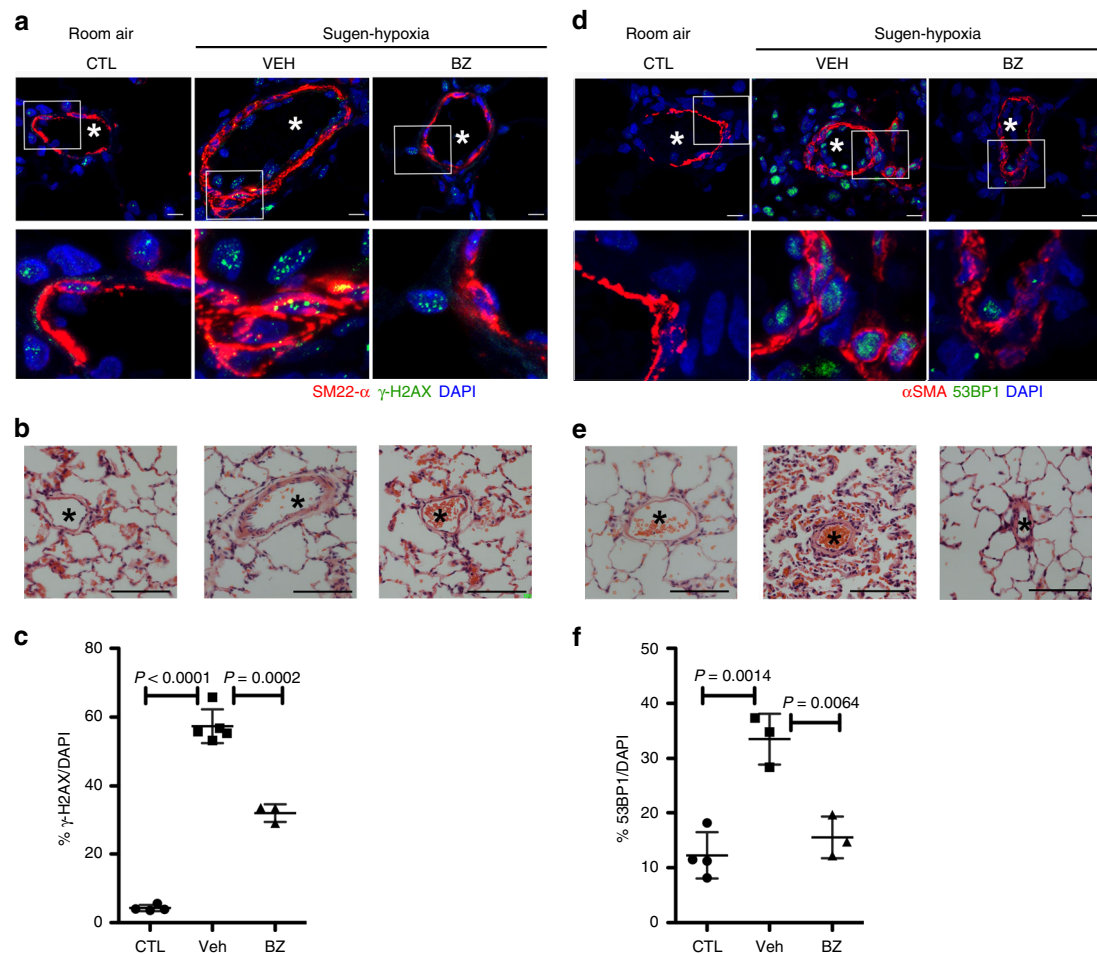 a
Room air
Sugen-hypoxia
CTL
VEH
BZ
*
*
*
SM22-α γ-H2AX DAPI
b
*
*
*
c
80
60
40
20
0
% γ-H2AX/DAPI
P < 0.0001
P = 0.0002
CTL
Veh
BZ
d
Room air
Sugen-hypoxia
CTL
VEH
BZ
*
*
*
αSMA 53BP1 DAPI
e
*
*
*
f
50
40
30
20
10
0
% 53BP1/DAPI
P = 0.0014
P = 0.0064
CTL
Veh
BZ